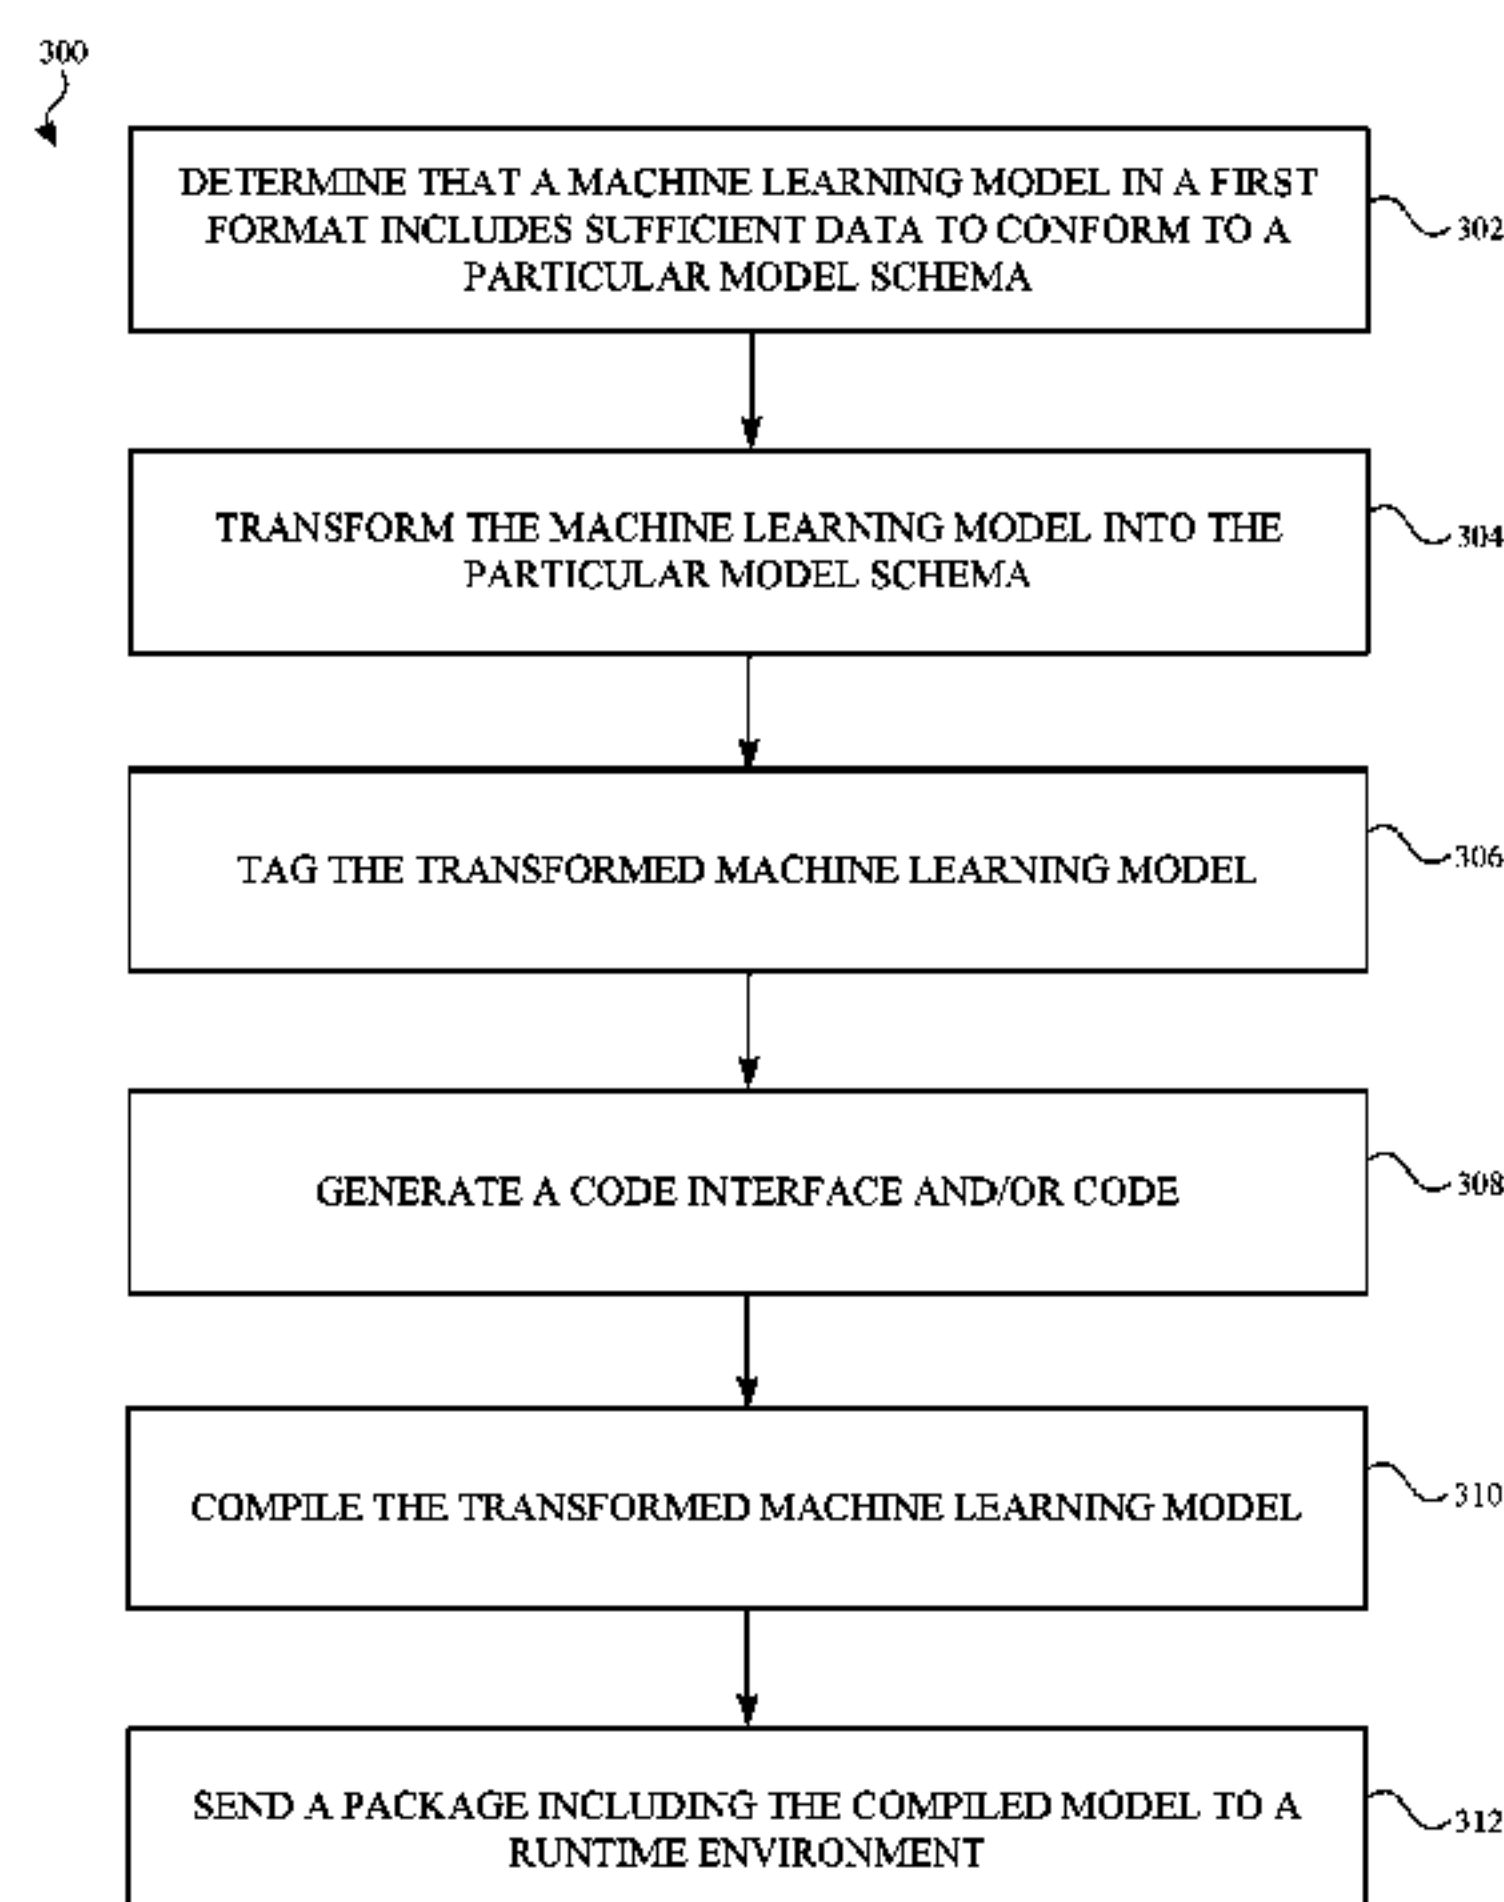 300
DETERMINE THAT A MACHINE LEARNING MODEL IN A FIRST
FORMAT INCLUDES SUFFICIENT DATA TO CONFORM TO A
PARTICULAR MODEL SCHEMA
302
TRANSFORM THE MACHINE LEARNING MODEL INTO THE
PARTICULAR MODEL SCHEMA
304
TAG THE TRANSFORMED MACHINE LEARNING MODEL
306
GENERATE A CODE INTERFACE AND/OR CODE
308
COMPILE THE TRANSFORMED MACHINE LEARNING MODEL
310
SEND A PACKAGE INCLUDING THE COMPILED MODEL TO A
RUNTIME ENVIRONMENT
312